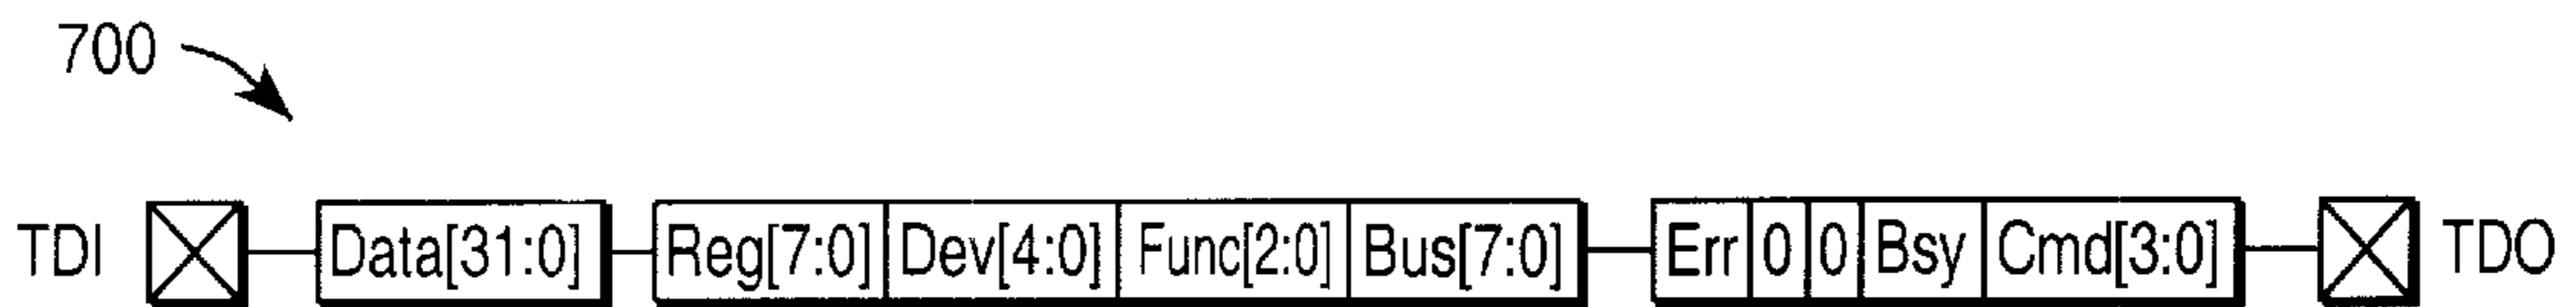 700
TDI Data[31:0] Reg[7:0] Dev[4:0] Func[2:0] Bus[7:0] Err 0 0 Bsy Cmd[3:0] TDO